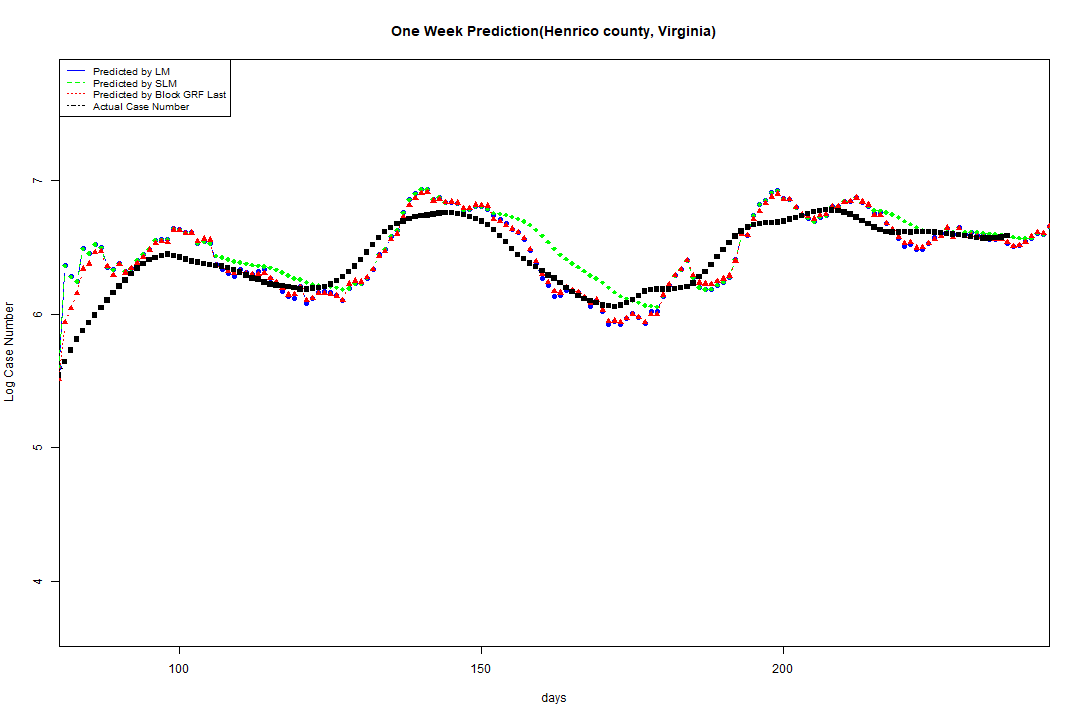 One Week Prediction(Henrico county, Virginia)
Predicted by LM
Predicted by SLM
Predicted by Block GRF Last
Actual Case Number
7
6
5
4
Log Case Number
100 150 200
days